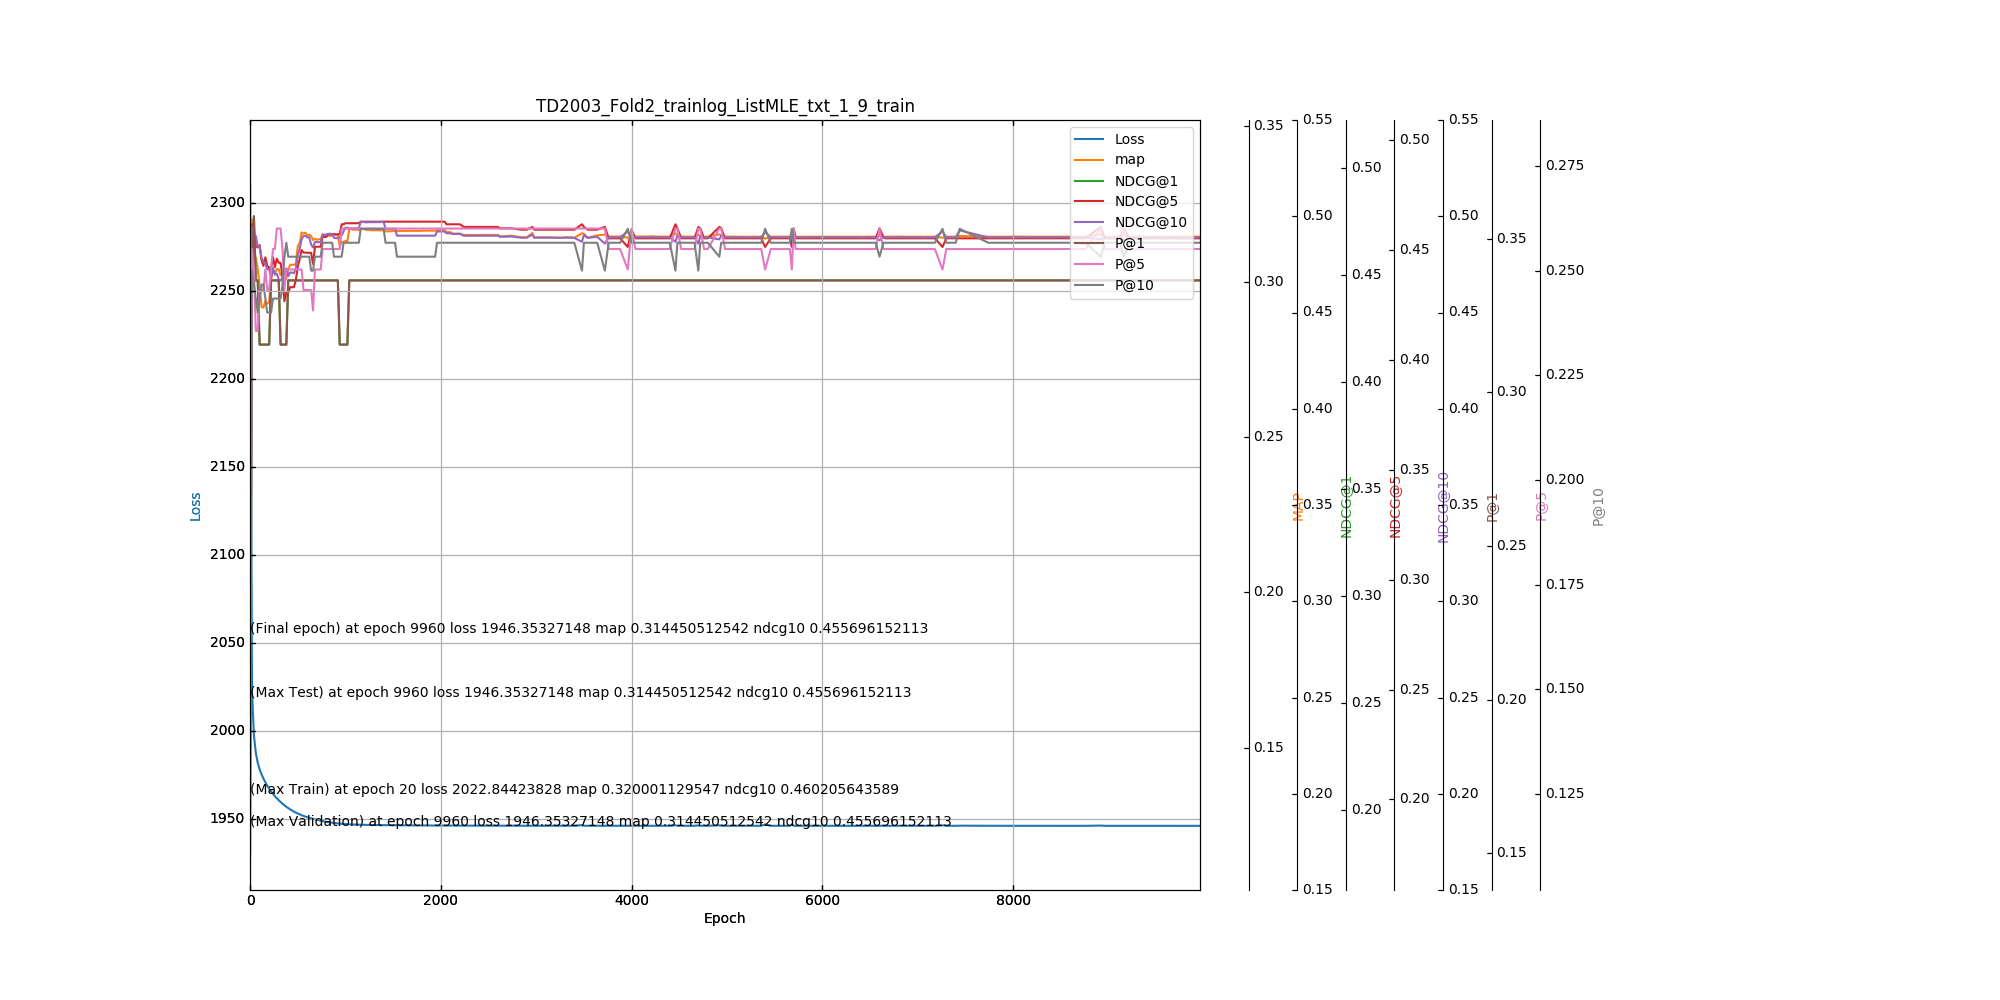 TD2003_Fold2_trainlog_ListMLE_txt_1_9_train
Loss
map
NDCG@1
NDCG@5
NDCG@10
P@1
P@5
P@10
2300
2250
2200
2150
2100
2050
2000
1950
Loss
(Final epoch) at epoch 9960 loss 1946.35327148 map 0.314450512542 ndcg10 0.455696152113
(Max Test) at epoch 9960 loss 1946.35327148 map 0.314450512542 ndcg10 0.455696152113
(Max Train) at epoch 20 loss 2022.84423828 map 0.320001129547 ndcg10 0.460205643589
(Max Validation) at epoch 9960 loss 1946.35327148 map 0.314450512542 ndcg10 0.455696152113
0 2000 4000 6000 8000
Epoch
0.35
0.30
0.25
0.20
0.15
MAP
0.55
0.50
0.45
0.40
0.35
0.30
0.25
0.20
0.15
NDCG@1
0.50
0.45
0.40
0.35
0.30
0.25
0.20
NDCG@5
0.50
0.45
0.40
0.35
0.30
0.25
0.20
NDCG@10
0.55
0.50
0.45
0.40
0.35
0.30
0.25
0.20
0.15
P@1
0.35
0.30
0.25
0.20
0.15
P@5
0.275
0.250
0.225
0.200
0.175
0.150
0.125
P@10